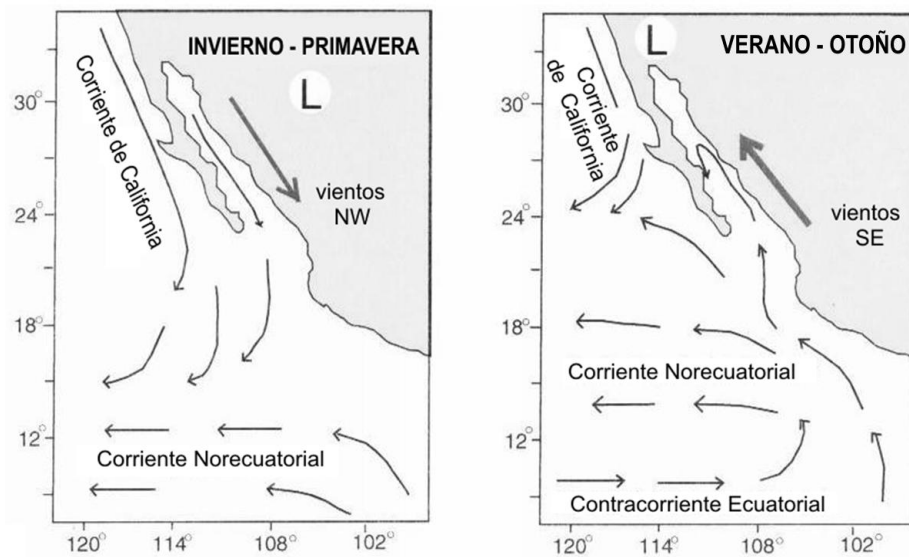 INVIERNO - PRIMAVERA
L
Corriente de California
vientos
NW
Corriente Norecuatorial
30°
24°
18°
12°
120°
114°
108°
102°
VERANO - OTOÑO
L
Corriente
de
California
vientos
SE
Corriente Norecuatorial
Contracorriente Ecuatorial
30°
24°
18°
12°
120°
114°
108°
102°